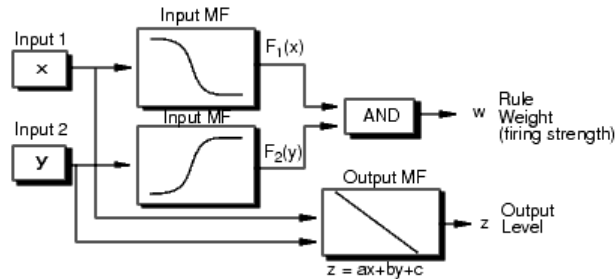 Input MF
Input 1
x
F1(x)
Input MF
AND
w
Rule
Weight
(firing strength)
Input 2
y
F2(y)
Output MF
z
Output
Level
z = ax+by+c